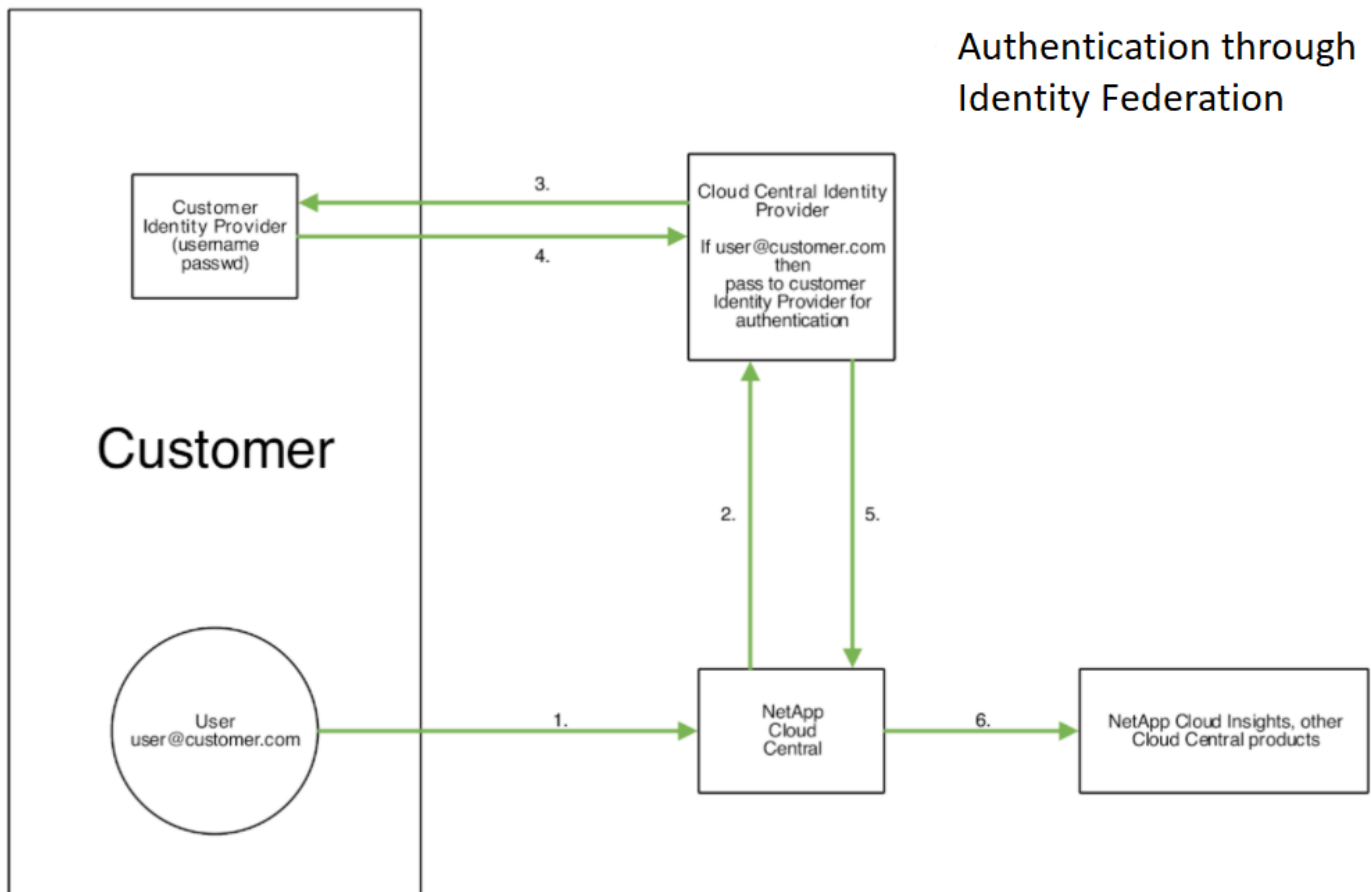 Authentication through
Identity Federation
Customer
Identity Provider
(username
passwd)
3.
4.
Cloud Central Identity
Provider
If user@customer.com
then
pass to customer
Identity Provider for
authentication
Customer
2.
5.
User
user@customer.com
1.
NetApp
Cloud
Central
6.
NetApp Cloud Insights, other
Cloud Central products